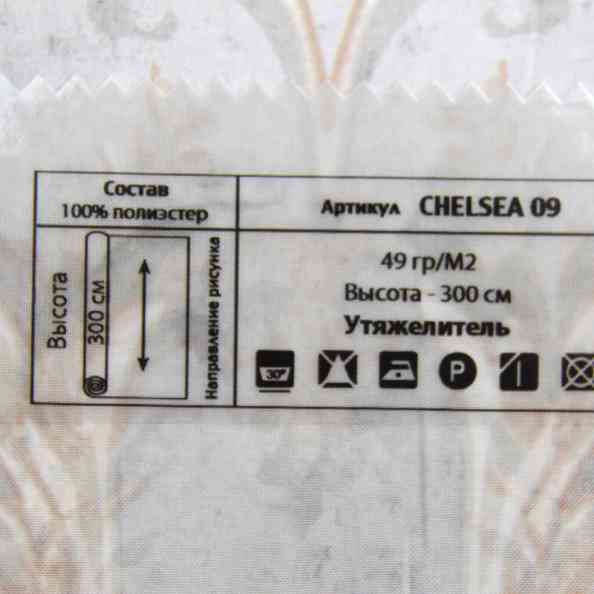 Состав
100% полиэстер
Артикул CHELSEA 09
Высота
300 см
Направление рисунка
49 гр/М2
Высота - 300 см
Утяжелитель
30°
P